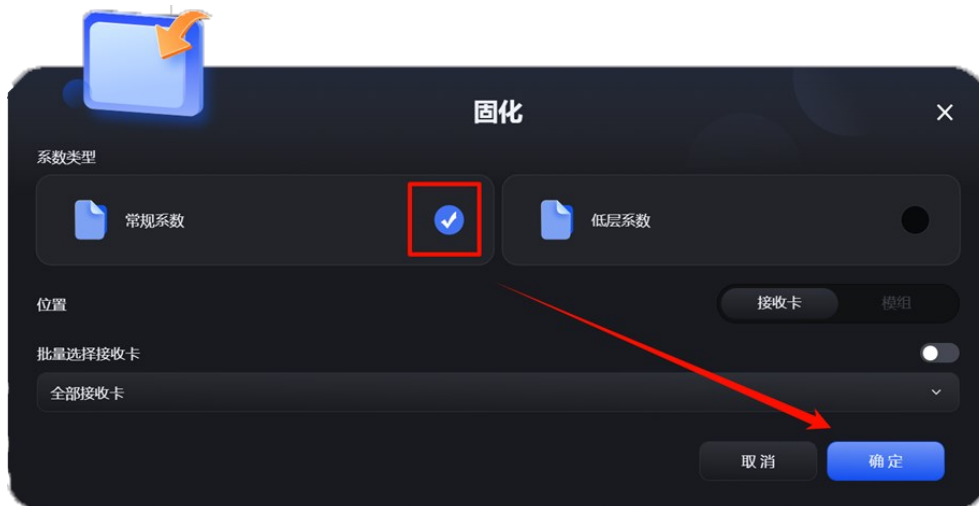 固化
系数类型
常规系数 低层系数
位置 接收卡 模组
批量选择接收卡
全部接收卡
取消 确定